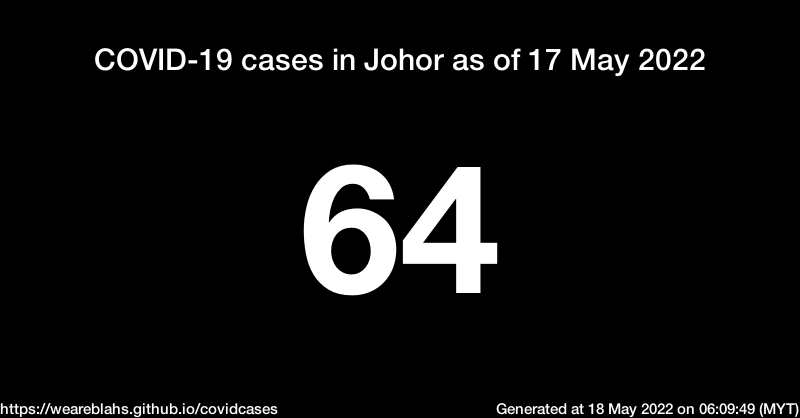 COVID-19 cases in Johor as of 17 May 2022
64
https://weareblahs.github.io/covidcases
Generated at 18 May 2022 on 06:09:49 (MYT)